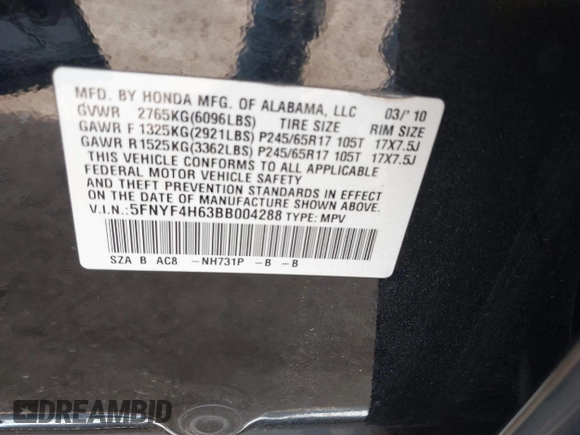 MFD. BY HONDA MFG. OF ALABAMA, LLC 03/'10
GVWR 2765KG(6096LBS) TIRE SIZE RIM SIZE
GAWR F 1325KG(2921LBS) P245/65R17 105T 17X7.5J
GAWR R 1525KG(3362LBS) P245/65R17 105T 17X7.5J
THIS VEHICLE CONFORMS TO ALL APPLICABLE
FEDERAL MOTOR VEHICLE SAFETY
AND THEFT PREVENTION STANDARDS IN EFFECT
ON THE DATE OF MANUFACTURE SHOWN ABOVE.
V.I.N.:5FNYF4H63BB004288 TYPE: MPV
SZA B AC8 -NH731P -B -B
DREAMBID